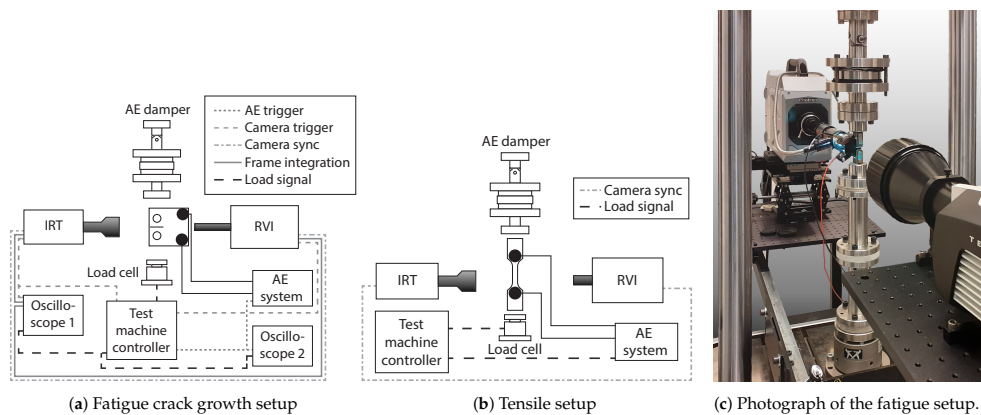 AE damper
AE trigger
Camera trigger
Camera sync
Frame integration
Load signal
IRT
RVI
Load cell
AE
system
Oscillo-
scope 1
Test
machine
controller
Oscillo-
scope 2
(a) Fatigue crack growth setup
AE damper
Camera sync
Load signal
IRT
RVI
Test
machine
controller
Load cell
AE
system
(b) Tensile setup
T E
(c) Photograph of the fatigue setup.